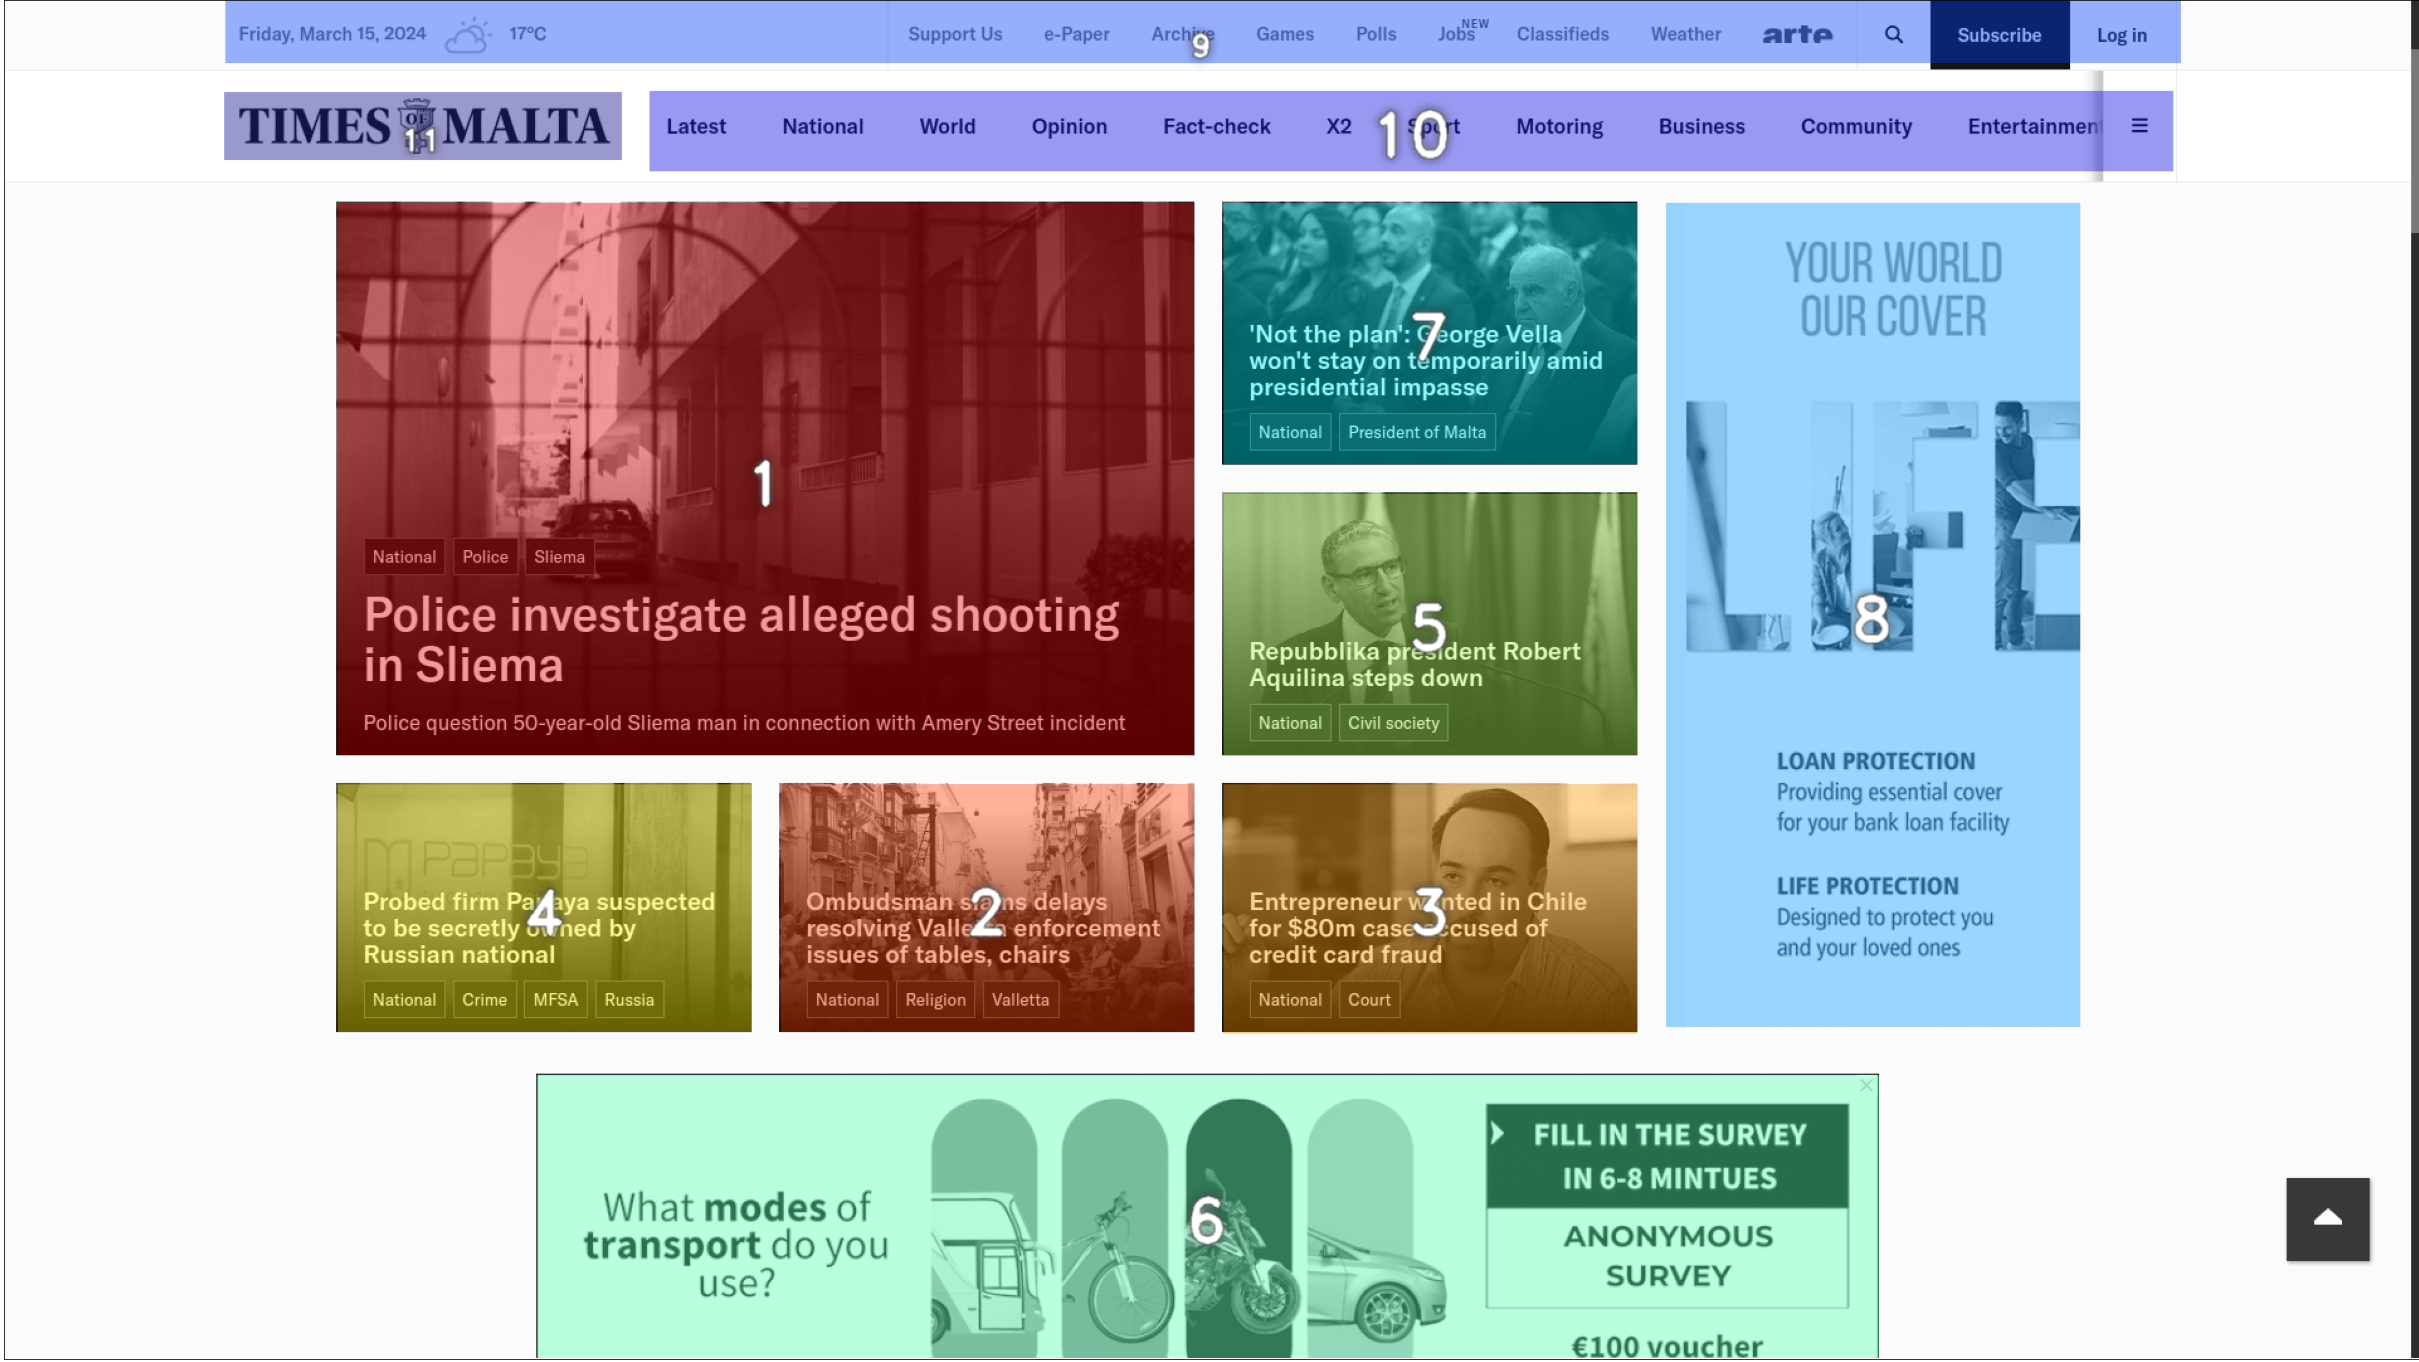 Friday, March 15, 2024 17°C Support Us e-Paper Archive Games Polls Jobs NEW Classifieds Weather arte Subscribe Log in
9
TIMES OF MALTA Latest National World Opinion Fact-check X2 Sport Motoring Business Community Entertainmen
11 10
1
National Police Sliema
Police investigate alleged shooting
in Sliema
Police question 50-year-old Sliema man in connection with Amery Street incident
7
'Not the plan': George Vella
won't stay on temporarily amid
presidential impasse
National President of Malta
5
Repubblika president Robert
Aquilina steps down
National Civil society
YOUR WORLD
OUR COVER
LIFE
8
LOAN PROTECTION
Providing essential cover
for your bank loan facility
LIFE PROTECTION
Designed to protect you
and your loved ones
PAPAYA
Probed firm Papaya suspected
to be secretly owned by
Russian national
4
National Crime MFSA Russia
Ombudsman slams delays
resolving Valletta enforcement
issues of tables, chairs
2
National Religion Valletta
Entrepreneur wanted in Chile
for $80m case accused of
credit card fraud
3
National Court
What modes of
transport do you
use?
6
FILL IN THE SURVEY
IN 6-8 MINTUES
ANONYMOUS
SURVEY
€100 voucher